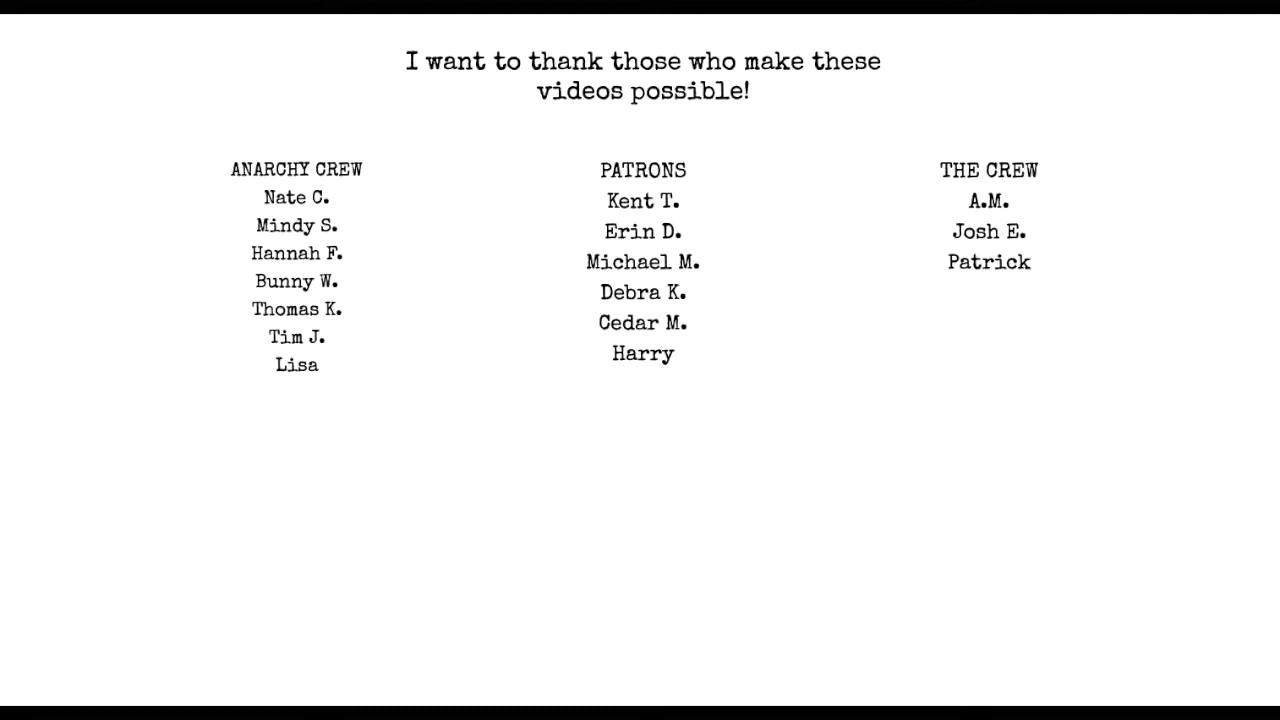 I want to thank those who make these
videos possible!
ANARCHY CREW
Nate C.
Mindy S.
Hannah F.
Bunny W.
Thomas K.
Tim J.
Lisa
PATRONS
Kent T.
Erin D.
Michael M.
Debra K.
Cedar M.
Harry
THE CREW
A.M.
Josh E.
Patrick